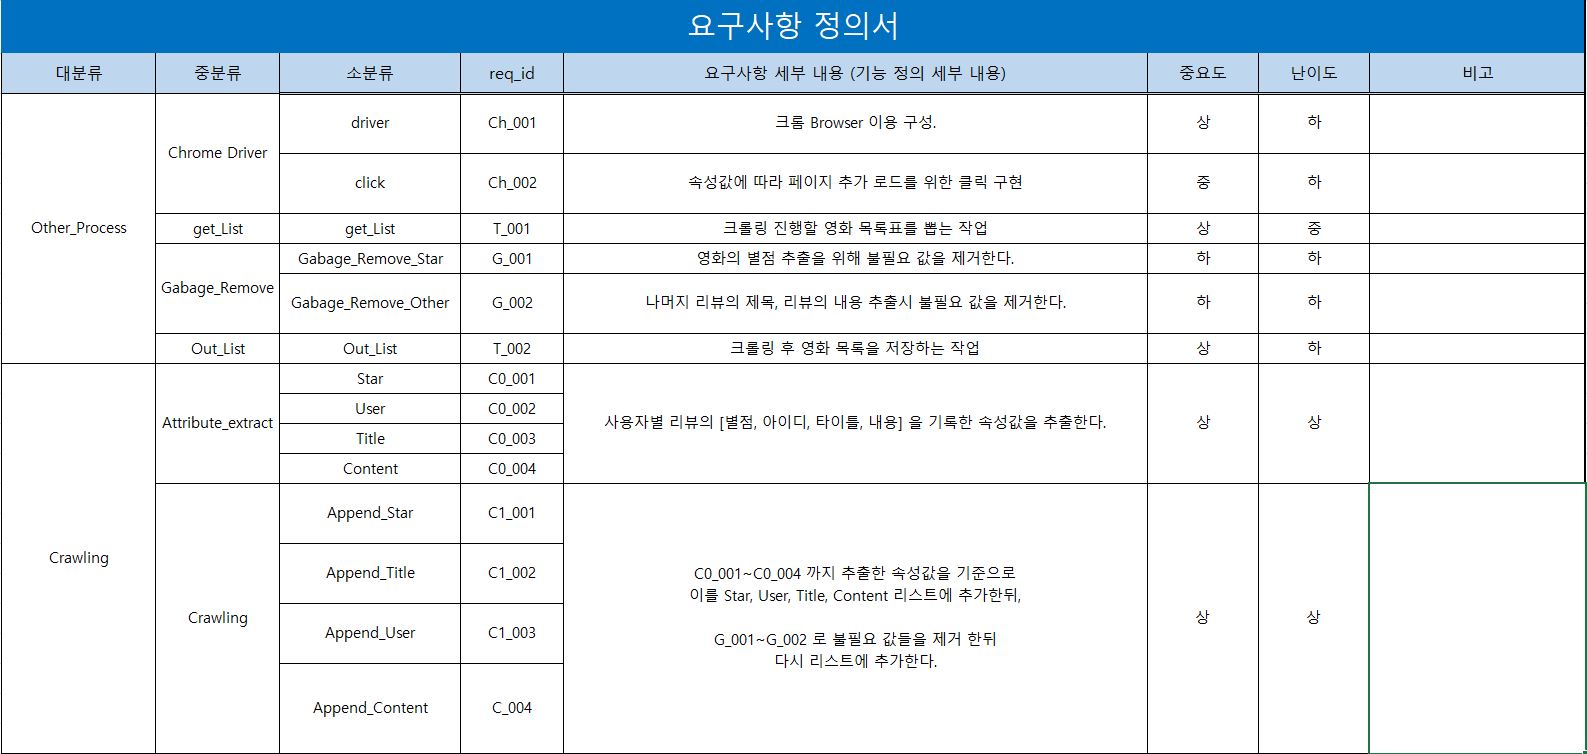 요구사항 정의서
대분류 중분류 소분류 req_id 요구사항 세부 내용 (기능 정의 세부 내용) 중요도 난이도 비고
Other_Process
Chrome Driver
driver Ch_001 크롬 Browser 이용 구성. 상 하
click Ch_002 속성값에 따라 페이지 추가 로드를 위한 클릭 구현 중 하
get_List get_List T_001 크롤링 진행할 영화 목록표를 뽑는 작업 상 중
Gabage_Remove
Gabage_Remove_Star G_001 영화의 별점 추출을 위해 불필요 값을 제거한다. 하 하
Gabage_Remove_Other G_002 나머지 리뷰의 제목, 리뷰의 내용 추출시 불필요 값을 제거한다. 하 하
Out_List Out_List T_002 크롤링 후 영화 목록을 저장하는 작업 상 하
Crawling
Attribute_extract
Star C0_001
User C0_002
Title C0_003
Content C0_004
사용자별 리뷰의 [별점, 아이디, 타이틀, 내용] 을 기록한 속성값을 추출한다. 상 상
Crawling
Append_Star C1_001
Append_Title C1_002
Append_User C1_003
Append_Content C_004
C0_001~C0_004 까지 추출한 속성값을 기준으로
이를 Star, User, Title, Content 리스트에 추가한뒤,
G_001~G_002 로 불필요 값들을 제거 한뒤
다시 리스트에 추가한다.
상 상